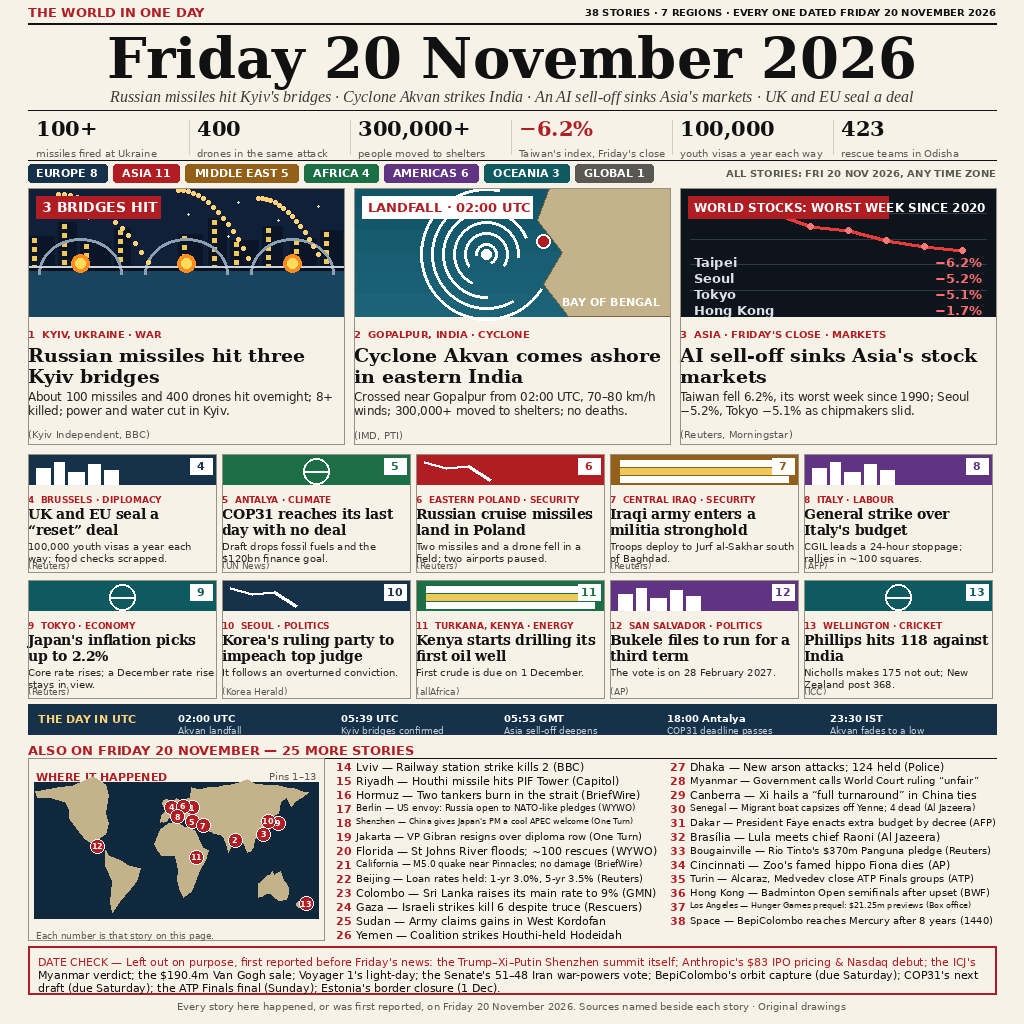 THE WORLD IN ONE DAY
38 STORIES · 7 REGIONS · EVERY ONE DATED FRIDAY 20 NOVEMBER 2026
Friday 20 November 2026
Russian missiles hit Kyiv's bridges · Cyclone Akvan strikes India · An AI sell-off sinks Asia's markets · UK and EU seal a deal
100+
missiles fired at Ukraine
400
drones in the same attack
300,000+
people moved to shelters
−6.2%
Taiwan's index, Friday's close
100,000
youth visas a year each way
423
rescue teams in Odisha
EUROPE 8
ASIA 11
MIDDLE EAST 5
AFRICA 4
AMERICAS 6
OCEANIA 3
GLOBAL 1
ALL STORIES: FRI 20 NOV 2026, ANY TIME ZONE
3 BRIDGES HIT
1 KYIV, UKRAINE · WAR
Russian missiles hit three
Kyiv bridges
About 100 missiles and 400 drones hit overnight; 8+
killed; power and water cut in Kyiv.
(Kyiv Independent, BBC)
LANDFALL · 02:00 UTC
BAY OF BENGAL
2 GOPALPUR, INDIA · CYCLONE
Cyclone Akvan comes ashore
in eastern India
Crossed near Gopalpur from 02:00 UTC, 70–80 km/h
winds; 300,000+ moved to shelters; no deaths.
(IMD, PTI)
WORLD STOCKS: WORST WEEK SINCE 2020
Taipei −6.2%
Seoul −5.2%
Tokyo −5.1%
Hong Kong −1.7%
3 ASIA · FRIDAY'S CLOSE · MARKETS
AI sell-off sinks Asia's stock
markets
Taiwan fell 6.2%, its worst week since 1990; Seoul
−5.2%, Tokyo −5.1% as chipmakers slid.
(Reuters, Morningstar)
4
4 BRUSSELS · DIPLOMACY
UK and EU seal a
“reset” deal
100,000 youth visas a year each
way; food checks scrapped.
(Reuters)
5
5 ANTALYA · CLIMATE
COP31 reaches its last
day with no deal
Draft drops fossil fuels and the
$120bn finance goal.
(UN News)
6
6 EASTERN POLAND · SECURITY
Russian cruise missiles
land in Poland
Two missiles and a drone fell in a
field; two airports paused.
(Reuters)
7
7 CENTRAL IRAQ · SECURITY
Iraqi army enters a
militia stronghold
Troops deploy to Jurf al-Sakhar south
of Baghdad.
(Reuters)
8
8 ITALY · LABOUR
General strike over
Italy's budget
CGIL leads a 24-hour stoppage;
rallies in ~100 squares.
(AFP)
9
9 TOKYO · ECONOMY
Japan's inflation picks
up to 2.2%
Core rate rises; a December rate rise
stays in view.
(Reuters)
10
10 SEOUL · POLITICS
Korea's ruling party to
impeach top judge
It follows an overturned conviction.
(Korea Herald)
11
11 TURKANA, KENYA · ENERGY
Kenya starts drilling its
first oil well
First crude is due on 1 December.
(allAfrica)
12
12 SAN SALVADOR · POLITICS
Bukele files to run for a
third term
The vote is on 28 February 2027.
(AP)
13
13 WELLINGTON · CRICKET
Phillips hits 118 against
India
Nicholls makes 175 not out; New
Zealand post 368.
(ICC)
THE DAY IN UTC
02:00 UTC
Akvan landfall
05:39 UTC
Kyiv bridges confirmed
05:53 GMT
Asia sell-off deepens
18:00 Antalya
COP31 deadline passes
23:30 IST
Akvan fades to a low
ALSO ON FRIDAY 20 NOVEMBER — 25 MORE STORIES
WHERE IT HAPPENED
Pins 1–13
4
6
1
8
5
7
10
9
3
2
12
11
13
Each number is that story on this page.
14 Lviv — Railway station strike kills 2 (BBC)
15 Riyadh — Houthi missile hits PIF Tower (Capitol)
16 Hormuz — Two tankers burn in the strait (BriefWire)
17 Berlin — US envoy: Russia open to NATO-like pledges (WYWO)
18 Shenzhen — China gives Japan's PM a cool APEC welcome (One Turn)
19 Jakarta — VP Gibran resigns over diploma row (One Turn)
20 Florida — St Johns River floods; ~100 rescues (WYWO)
21 California — M5.0 quake near Pinnacles; no damage (BriefWire)
22 Beijing — Loan rates held: 1-yr 3.0%, 5-yr 3.5% (Reuters)
23 Colombo — Sri Lanka raises its main rate to 9% (GMN)
24 Gaza — Israeli strikes kill 6 despite truce (Rescuers)
25 Sudan — Army claims gains in West Kordofan
26 Yemen — Coalition strikes Houthi-held Hodeidah
27 Dhaka — New arson attacks; 124 held (Police)
28 Myanmar — Government calls World Court ruling “unfair”
29 Canberra — Xi hails a “full turnaround” in China ties
30 Senegal — Migrant boat capsizes off Yenne; 4 dead (Al Jazeera)
31 Dakar — President Faye enacts extra budget by decree (AFP)
32 Brasília — Lula meets chief Raoni (Al Jazeera)
33 Bougainville — Rio Tinto's $370m Panguna pledge (Reuters)
34 Cincinnati — Zoo's famed hippo Fiona dies (AP)
35 Turin — Alcaraz, Medvedev close ATP Finals groups (ATP)
36 Hong Kong — Badminton Open semifinals after upset (BWF)
37 Los Angeles — Hunger Games prequel: $21.25m previews (Box office)
38 Space — BepiColombo reaches Mercury after 8 years (1440)
DATE CHECK — Left out on purpose, first reported before Friday's news: the Trump–Xi–Putin Shenzhen summit itself; Anthropic's $83 IPO pricing & Nasdaq debut; the ICJ's
Myanmar verdict; the $190.4m Van Gogh sale; Voyager 1's light-day; the Senate's 51–48 Iran war-powers vote; BepiColombo's orbit capture (due Saturday); COP31's next
draft (due Saturday); the ATP Finals final (Sunday); Estonia's border closure (1 Dec).
Every story here happened, or was first reported, on Friday 20 November 2026. Sources named beside each story · Original drawings